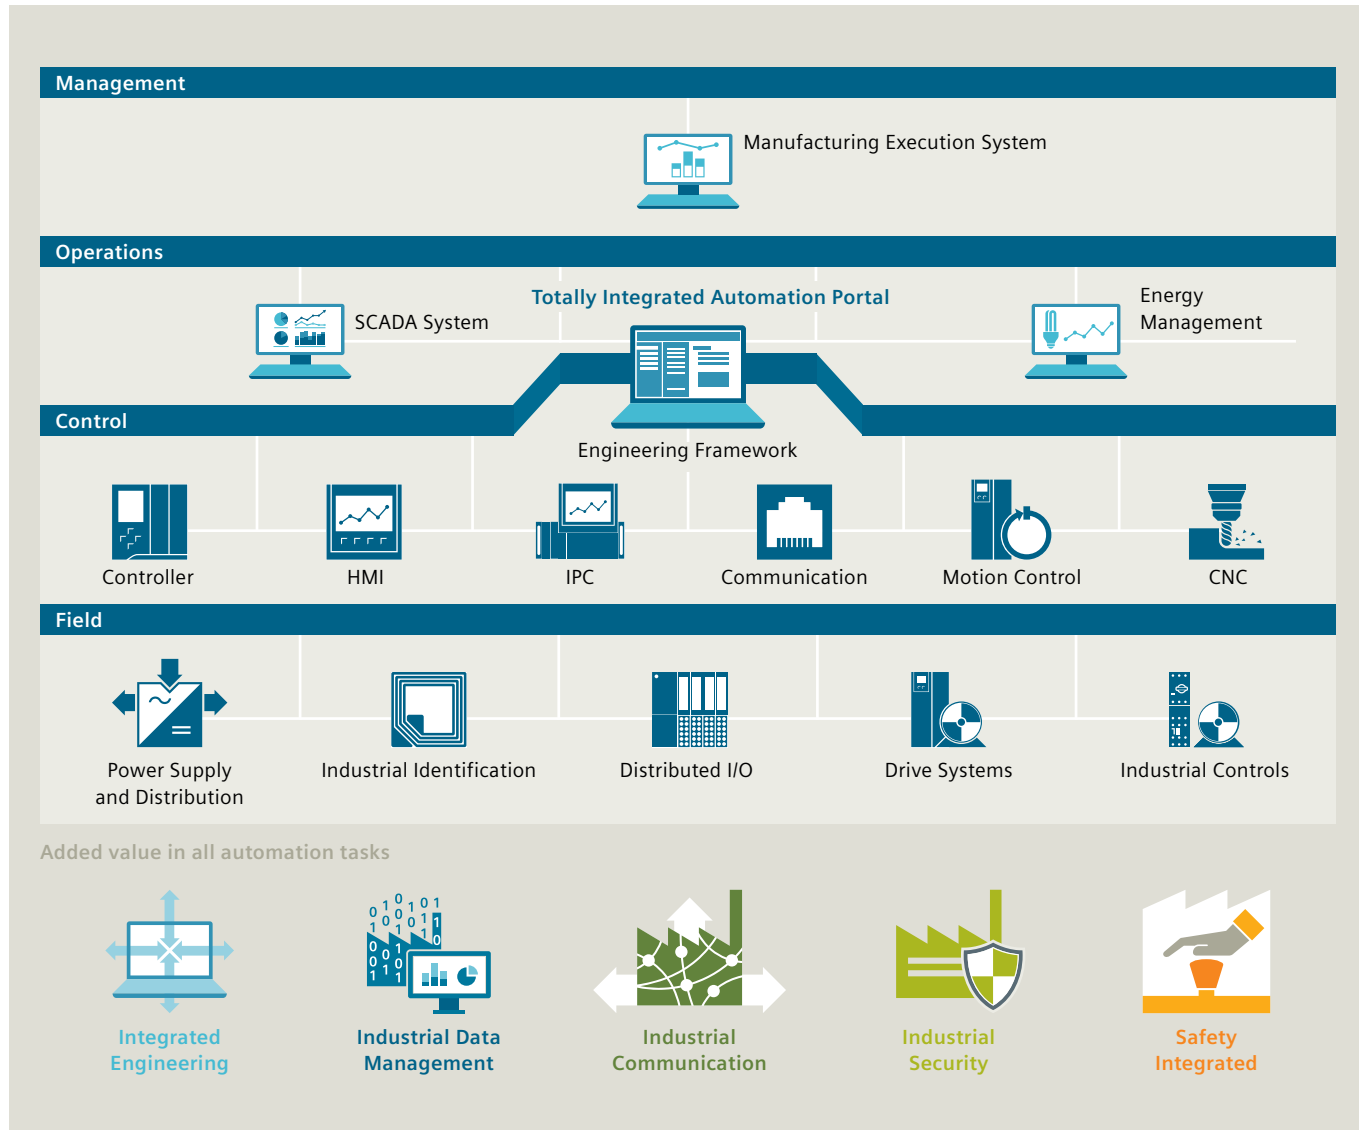 Management
Manufacturing Execution System
Operations
Totally Integrated Automation Portal
SCADA System
Energy
Management
Control
Engineering Framework
Controller
HMI
IPC
Communication
Motion Control
CNC
Field
Power Supply
and Distribution
Industrial Identification
Distributed I/O
Drive Systems
Industrial Controls
Added value in all automation tasks
Integrated
Engineering
Industrial Data
Management
Industrial
Communication
Industrial
Security
Safety
Integrated